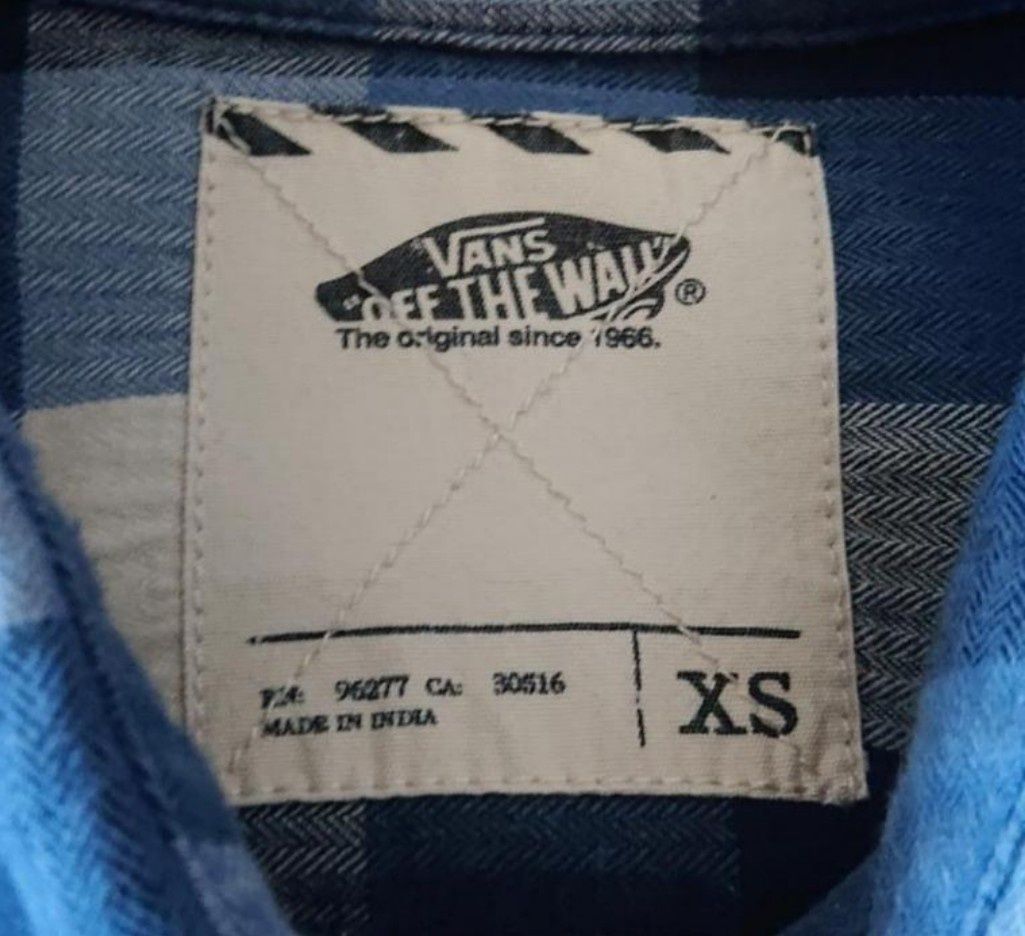 VANS
"OFF THE WALL"
®
The original since 1966.
RN: 96277 CA: 30516
MADE IN INDIA
XS